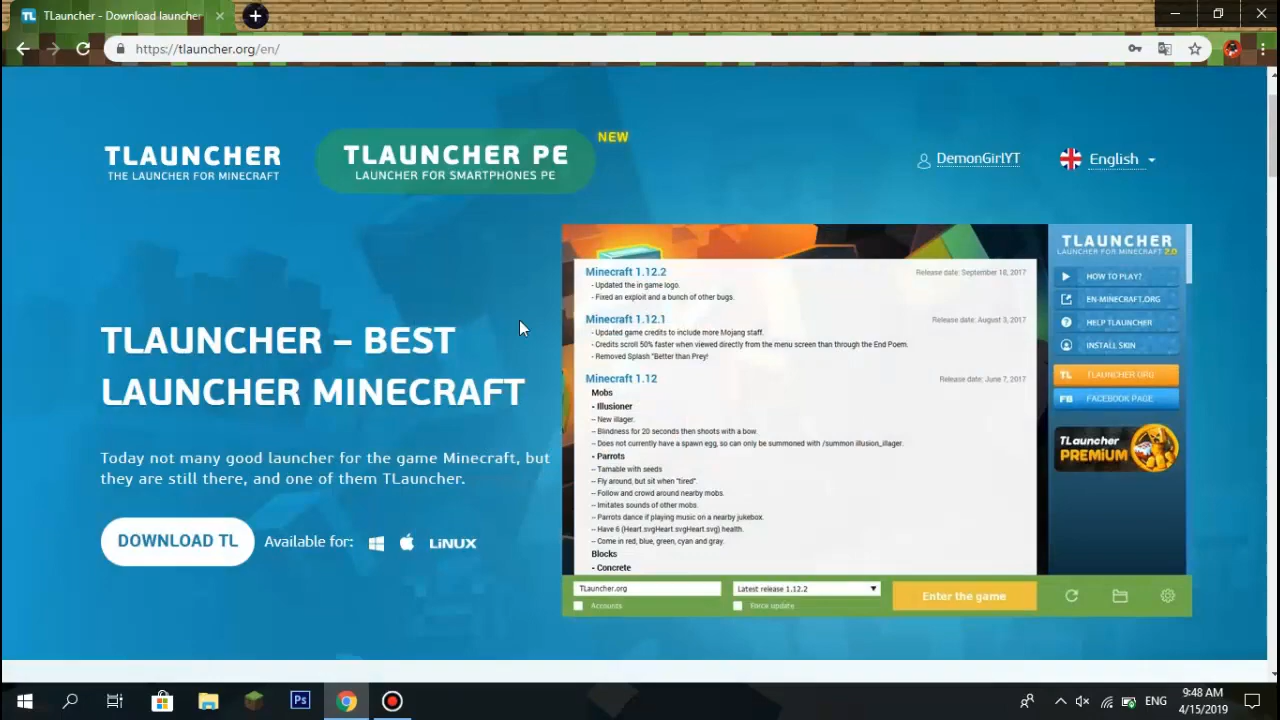 TLauncher - Download launcher
https://tlauncher.org/en/
TLAUNCHER
THE LAUNCHER FOR MINECRAFT
TLAUNCHER PE
LAUNCHER FOR SMARTPHONES PE
NEW
DemonGirlYT
English
TLAUNCHER – BEST
LAUNCHER MINECRAFT
Today not many good launcher for the game Minecraft, but
they are still there, and one of them TLauncher.
DOWNLOAD TL
Available for:
LiNUX
Minecraft 1.12.2
Release date: September 18, 2017
- Updated the in game logo.
- Fixed an exploit and a bunch of other bugs.
Minecraft 1.12.1
Release date: August 3, 2017
- Updated game credits to include more Mojang staff.
- Credits scroll 50% faster when viewed directly from the menu screen than through the End Poem.
- Removed Splash "Better than Prey!
Minecraft 1.12
Release date: June 7, 2017
Mobs
- Illusioner
-- New illager.
-- Blindness for 20 seconds then shoots with a bow.
-- Does not currently have a spawn egg, so can only be summoned with /summon illusion_illager.
- Parrots
-- Tamable with seeds
-- Fly around, but sit when "tired".
-- Follow and crowd around nearby mobs.
-- Imitates sounds of other mobs.
-- Parrots dance if playing music on a nearby jukebox.
-- Have 6 (Heart.svgHeart.svgHeart.svg) health.
-- Come in red, blue, green, cyan and gray.
Blocks
- Concrete
TLAUNCHER
LAUNCHER FOR MINECRAFT 2.0
HOW TO PLAY?
EN-MINECRAFT.ORG
HELP TLAUNCHER
INSTALL SKIN
TL TLAUNCHER.ORG
FB FACEBOOK PAGE
TLauncher
PREMIUM
TLauncher.org
Latest release 1.12.2
Enter the game
Accounts
Force update
Ps
ENG
9:48 AM
4/15/2019